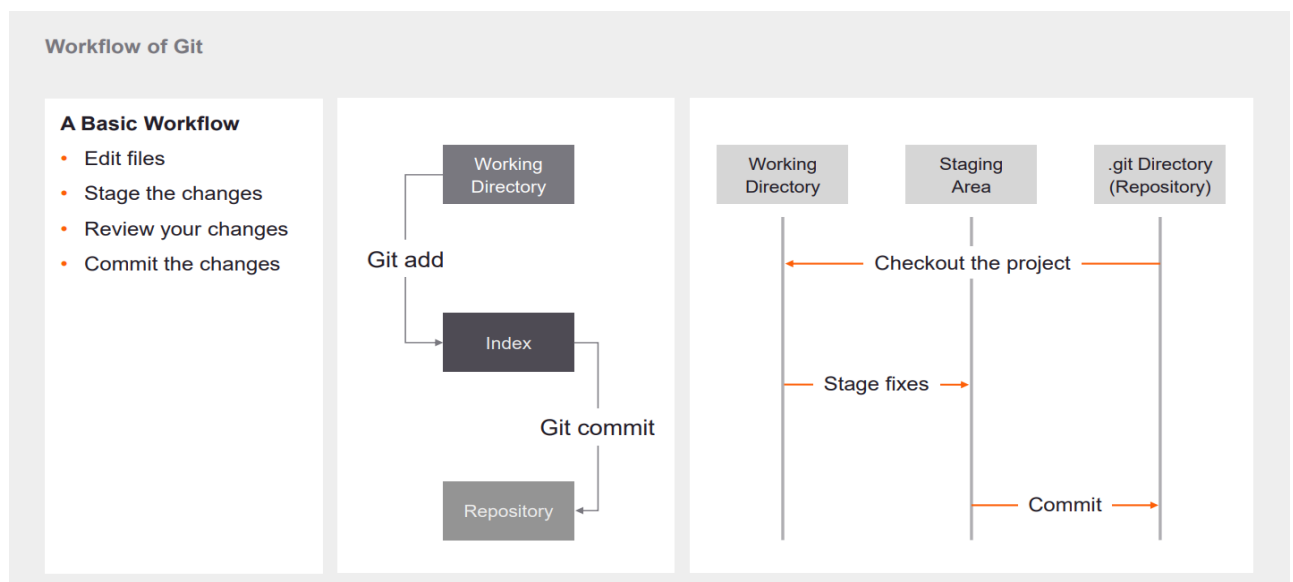 Workflow of Git
A Basic Workflow
• Edit files
• Stage the changes
• Review your changes
• Commit the changes
Working
Directory
Git add
Index
Git commit
Repository
Working
Directory
Staging
Area
.git Directory
(Repository)
Checkout the project
Stage fixes
Commit